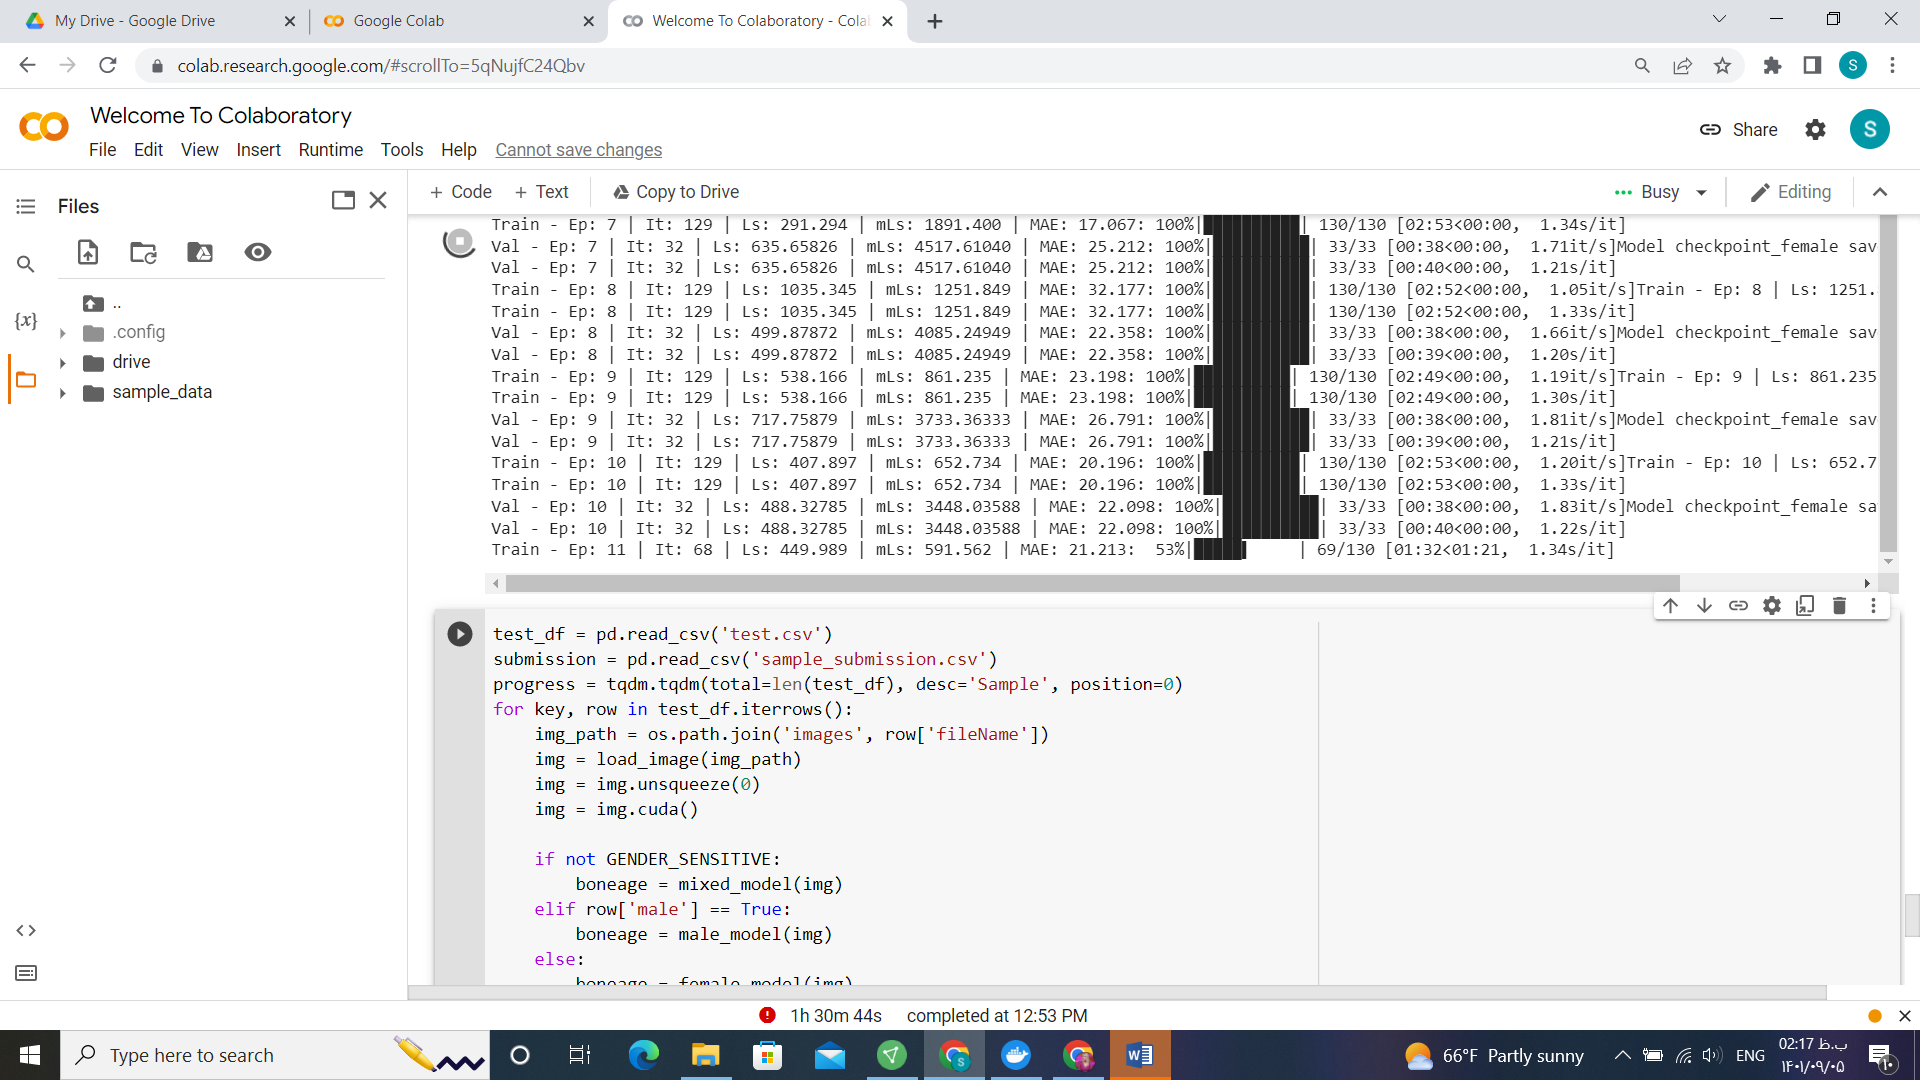 My Drive - Google Drive
Google Colab
Welcome To Colaboratory - Cola
colab.research.google.com/#scrollTo=5qNujfC24Qbv
S
Welcome To Colaboratory
File Edit View Insert Runtime Tools Help Cannot save changes
Share
S
Files
+ Code + Text Copy to Drive
Busy
Editing
..
.config
drive
sample_data
{x}
Train - Ep: 7 | It: 129 | Ls: 291.294 | mLs: 1891.400 | MAE: 17.067: 100%|██████████| 130/130 [02:53<00:00, 1.34s/it]
Val - Ep: 7 | It: 32 | Ls: 635.65826 | mLs: 4517.61040 | MAE: 25.212: 100%|██████████| 33/33 [00:38<00:00, 1.71it/s]Model checkpoint_female sav
Val - Ep: 7 | It: 32 | Ls: 635.65826 | mLs: 4517.61040 | MAE: 25.212: 100%|██████████| 33/33 [00:40<00:00, 1.21s/it]
Train - Ep: 8 | It: 129 | Ls: 1035.345 | mLs: 1251.849 | MAE: 32.177: 100%|██████████| 130/130 [02:52<00:00, 1.05it/s]Train - Ep: 8 | Ls: 1251.
Train - Ep: 8 | It: 129 | Ls: 1035.345 | mLs: 1251.849 | MAE: 32.177: 100%|██████████| 130/130 [02:52<00:00, 1.33s/it]
Val - Ep: 8 | It: 32 | Ls: 499.87872 | mLs: 4085.24949 | MAE: 22.358: 100%|██████████| 33/33 [00:38<00:00, 1.66it/s]Model checkpoint_female sav
Val - Ep: 8 | It: 32 | Ls: 499.87872 | mLs: 4085.24949 | MAE: 22.358: 100%|██████████| 33/33 [00:39<00:00, 1.20s/it]
Train - Ep: 9 | It: 129 | Ls: 538.166 | mLs: 861.235 | MAE: 23.198: 100%|██████████| 130/130 [02:49<00:00, 1.19it/s]Train - Ep: 9 | Ls: 861.235
Train - Ep: 9 | It: 129 | Ls: 538.166 | mLs: 861.235 | MAE: 23.198: 100%|██████████| 130/130 [02:49<00:00, 1.30s/it]
Val - Ep: 9 | It: 32 | Ls: 717.75879 | mLs: 3733.36333 | MAE: 26.791: 100%|██████████| 33/33 [00:38<00:00, 1.81it/s]Model checkpoint_female sav
Val - Ep: 9 | It: 32 | Ls: 717.75879 | mLs: 3733.36333 | MAE: 26.791: 100%|██████████| 33/33 [00:39<00:00, 1.21s/it]
Train - Ep: 10 | It: 129 | Ls: 407.897 | mLs: 652.734 | MAE: 20.196: 100%|██████████| 130/130 [02:53<00:00, 1.20it/s]Train - Ep: 10 | Ls: 652.7
Train - Ep: 10 | It: 129 | Ls: 407.897 | mLs: 652.734 | MAE: 20.196: 100%|██████████| 130/130 [02:53<00:00, 1.33s/it]
Val - Ep: 10 | It: 32 | Ls: 488.32785 | mLs: 3448.03588 | MAE: 22.098: 100%|██████████| 33/33 [00:38<00:00, 1.83it/s]Model checkpoint_female sa
Val - Ep: 10 | It: 32 | Ls: 488.32785 | mLs: 3448.03588 | MAE: 22.098: 100%|██████████| 33/33 [00:40<00:00, 1.22s/it]
Train - Ep: 11 | It: 68 | Ls: 449.989 | mLs: 591.562 | MAE: 21.213: 53%|█████▎    | 69/130 [01:32<01:21, 1.34s/it]
test_df = pd.read_csv('test.csv')
submission = pd.read_csv('sample_submission.csv')
progress = tqdm.tqdm(total=len(test_df), desc='Sample', position=0)
for key, row in test_df.iterrows():
    img_path = os.path.join('images', row['fileName'])
    img = load_image(img_path)
    img = img.unsqueeze(0)
    img = img.cuda()
    if not GENDER_SENSITIVE:
        boneage = mixed_model(img)
    elif row['male'] == True:
        boneage = male_model(img)
    else:
        boneage = female_model(img)
1h 30m 44s completed at 12:53 PM
Type here to search
66°F Partly sunny
ENG
02:17 ب.ظ
۱۴۰۱/۰۹/۰۵
۱۰